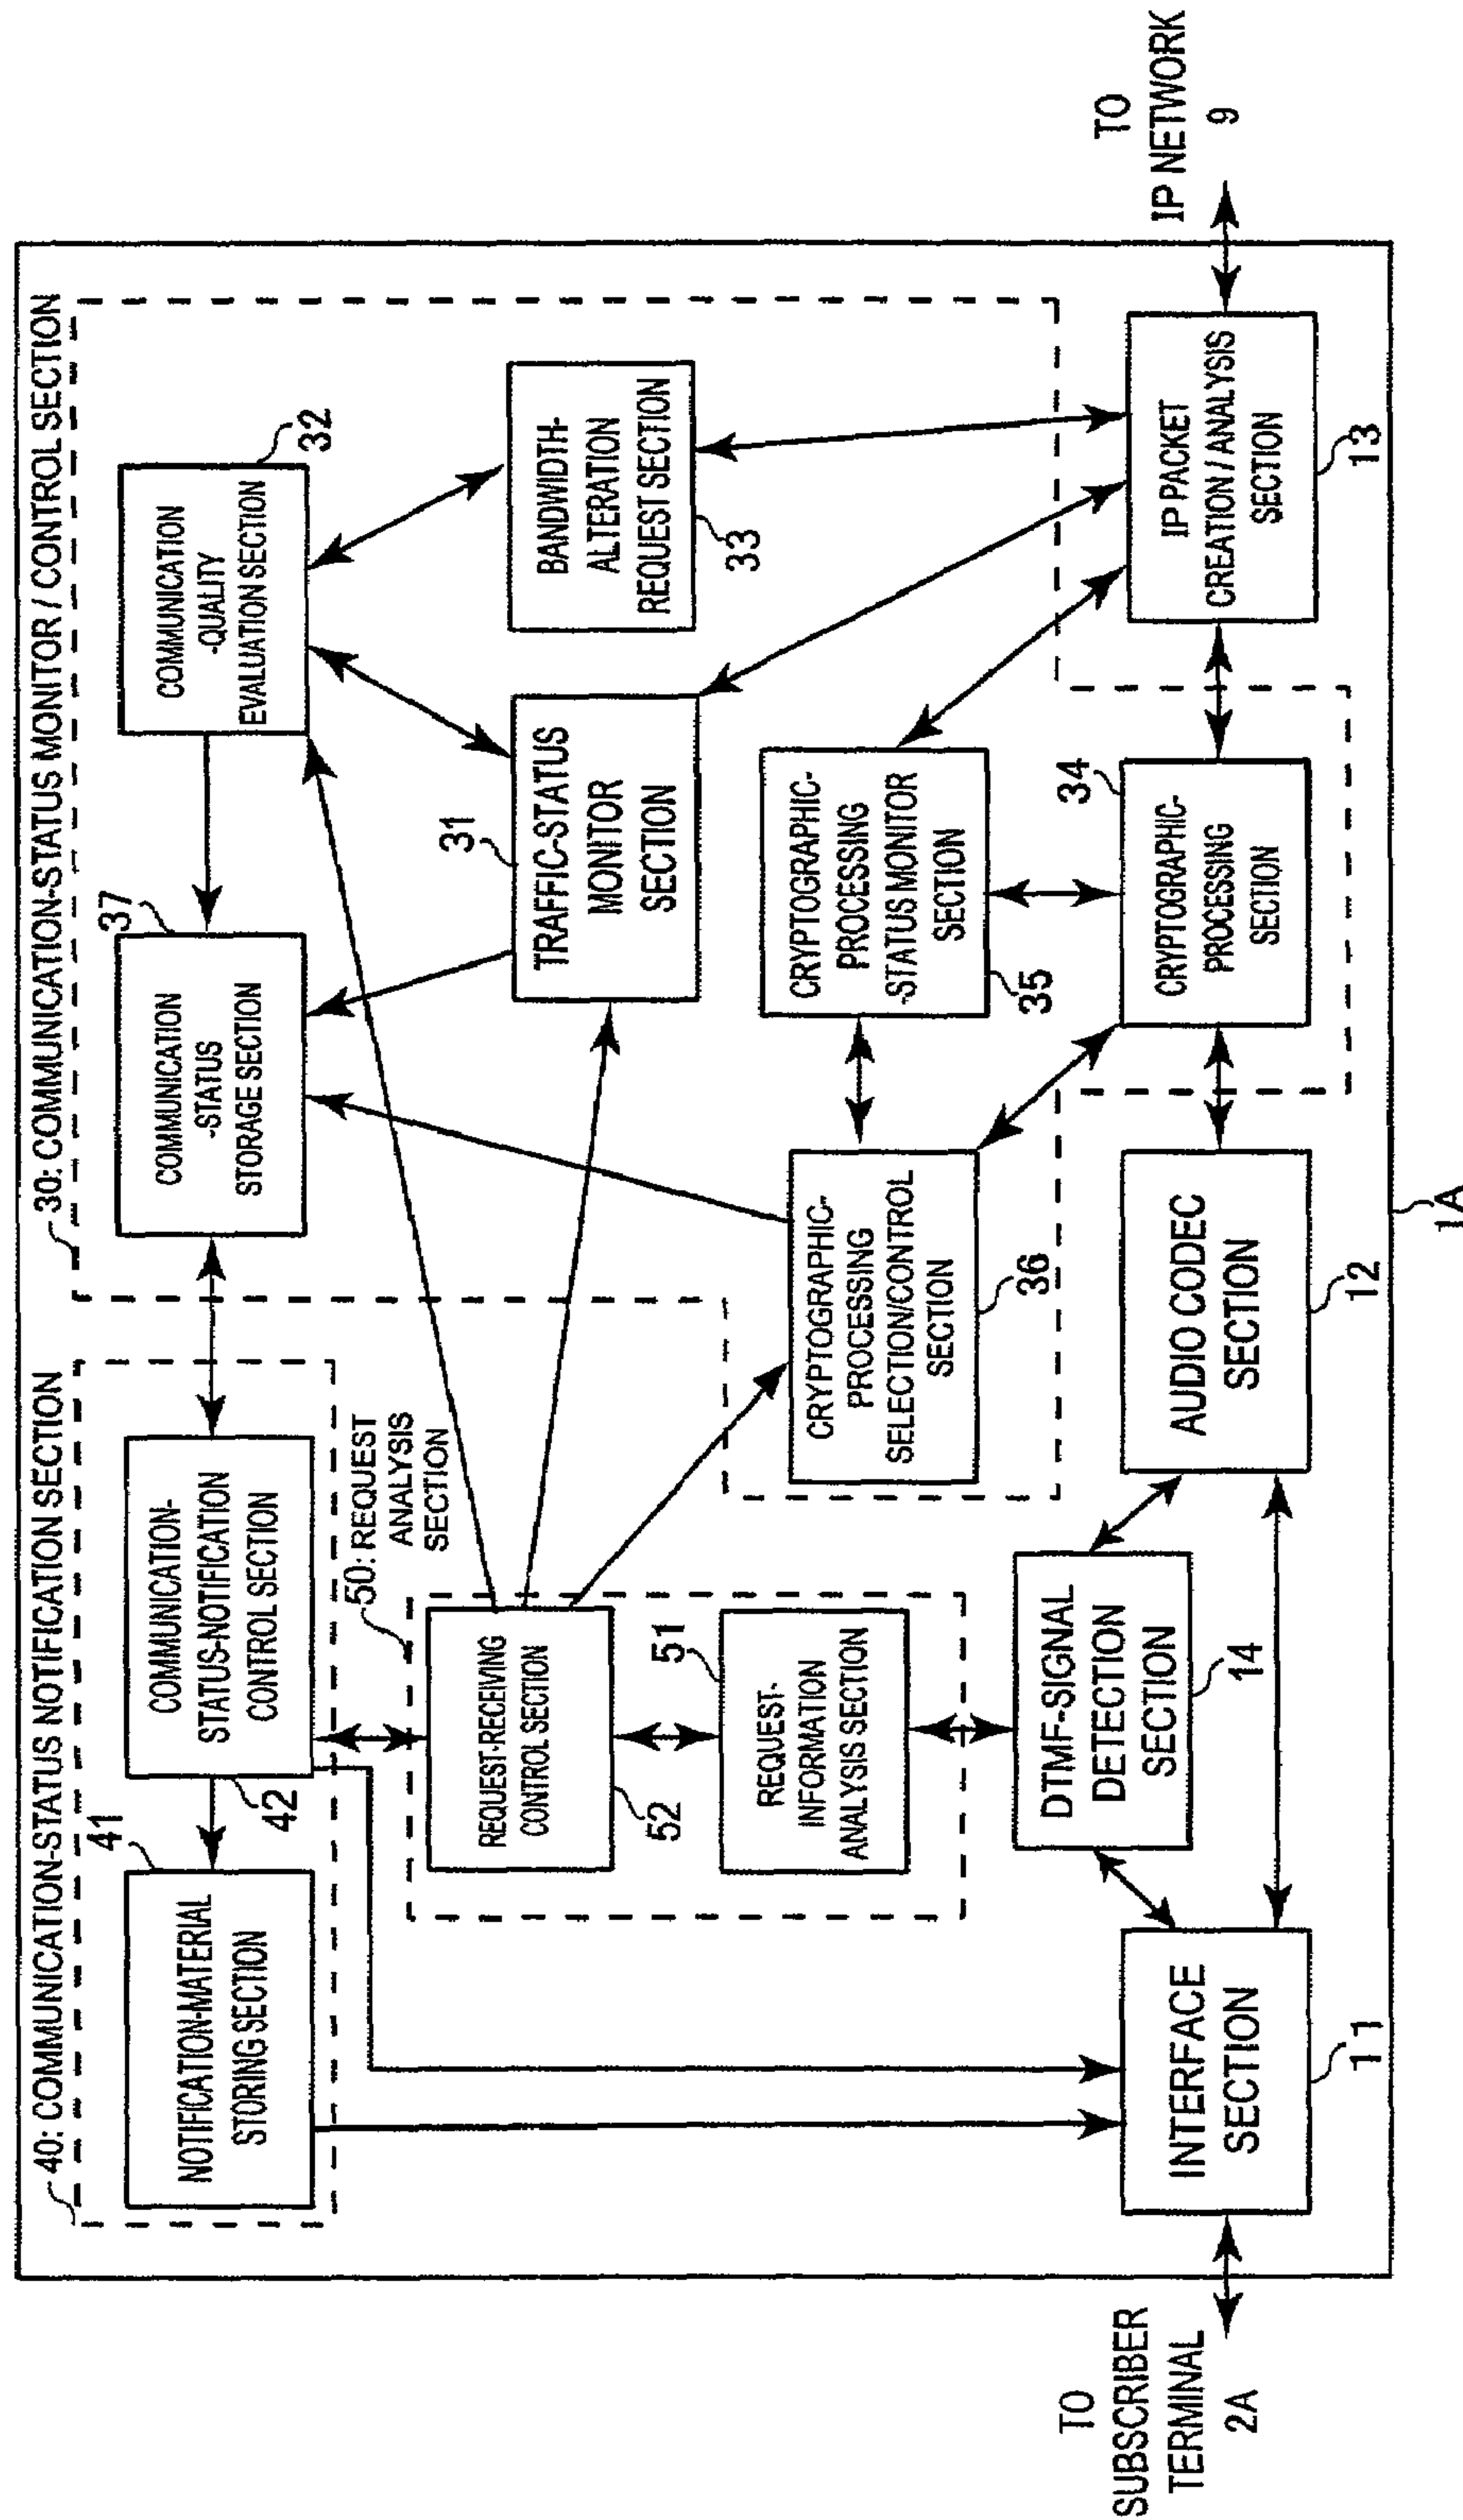 40: COMMUNICATION-STATUS NOTIFICATION SECTION
30: COMMUNICATION-STATUS MONITOR / CONTROL SECTION
41
NOTIFICATION-MATERIAL
STORING SECTION
42
COMMUNICATION-
STATUS-NOTIFICATION
CONTROL SECTION
37
COMMUNICATION
-STATUS
STORAGE SECTION
32
COMMUNICATION
-QUALITY
EVALUATION SECTION
50: REQUEST
ANALYSIS
SECTION
REQUEST-RECEIVING
CONTROL SECTION
52
51
REQUEST-
INFORMATION
ANALYSIS SECTION
31
TRAFFIC-STATUS
MONITOR
SECTION
BANDWIDTH-
ALTERATION
REQUEST SECTION
33
CRYPTOGRAPHIC-
PROCESSING
SELECTION/CONTROL
SECTION
36
CRYPTOGRAPHIC-
PROCESSING
-STATUS MONITOR
SECTION
35
DTMF-SIGNAL
DETECTION
SECTION
14
TO
SUBSCRIBER
TERMINAL
2A
INTERFACE
SECTION
11
AUDIO CODEC
SECTION
12
34
CRYPTOGRAPHIC-
PROCESSING
SECTION
IP PACKET
CREATION / ANALYSIS
SECTION
13
TO
IP NETWORK
9
1A